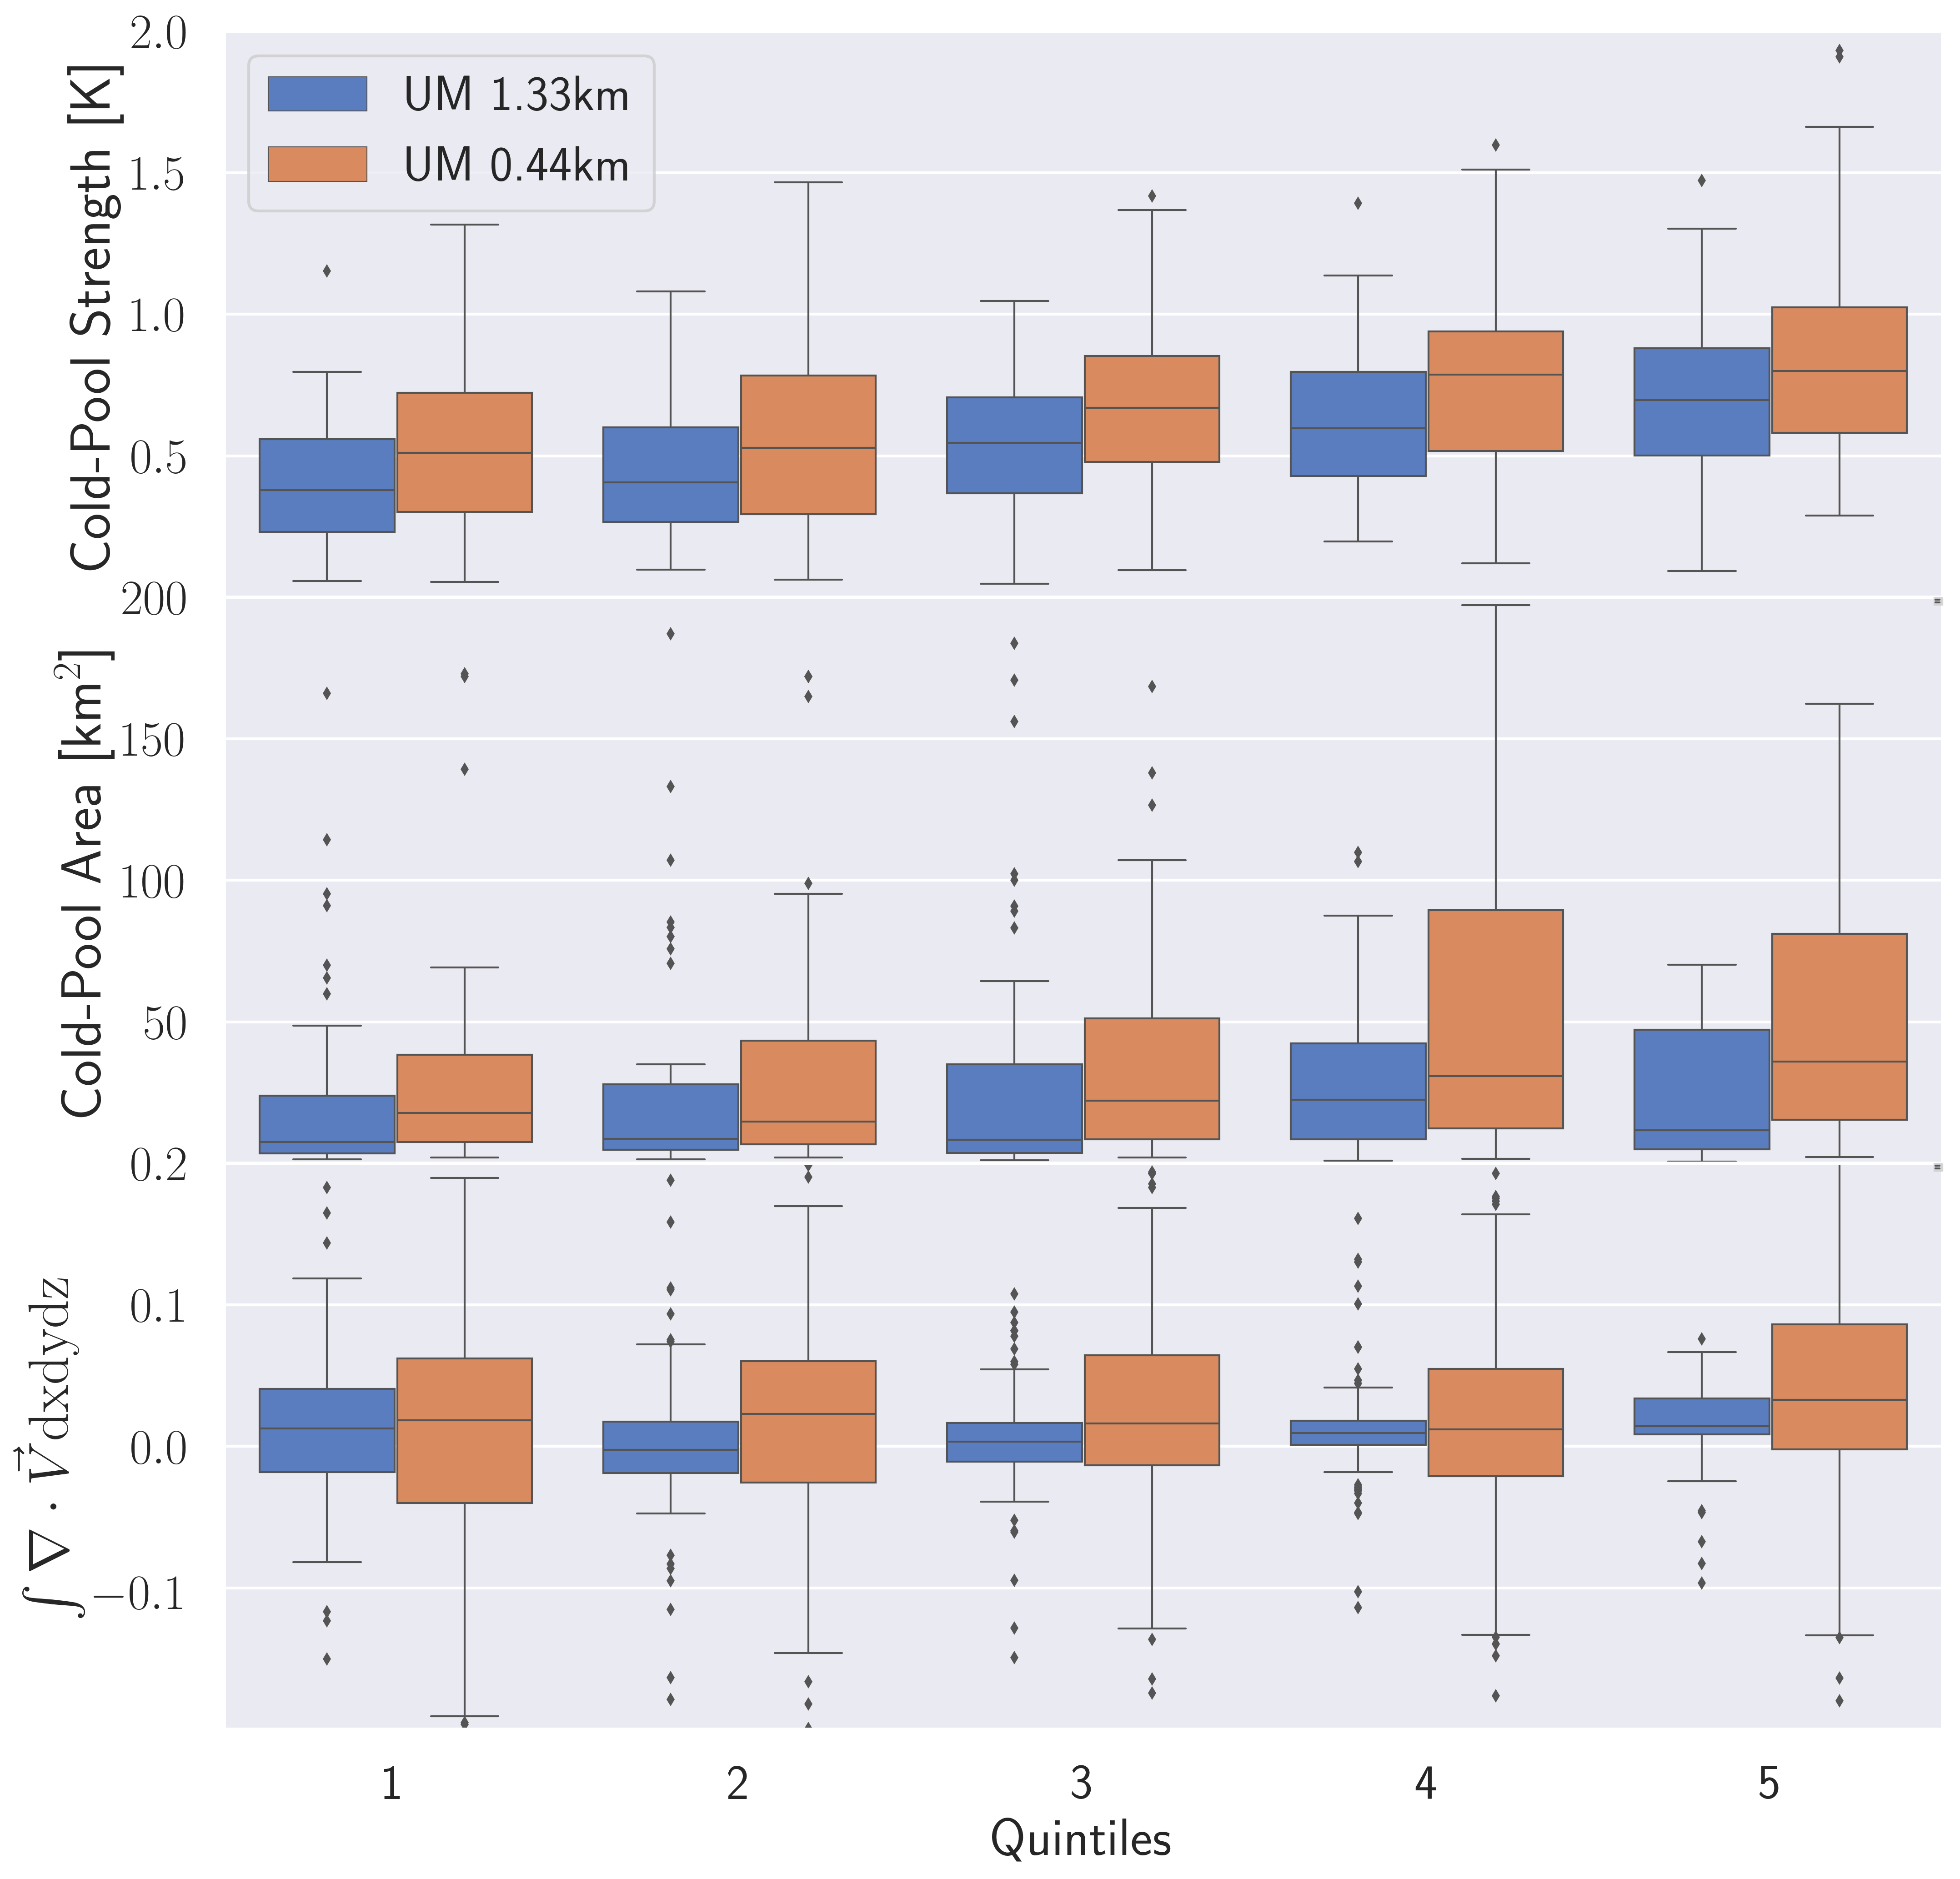 Cold-Pool Strength [K]
2.0
1.5
1.0
0.5
UM 1.33km
UM 0.44km
Cold-Pool Area [km²]
200
150
100
50
∫ ∇ · V⃗ dxdydz
0.2
0.1
0.0
−0.1
1 2 3 4 5
Quintiles